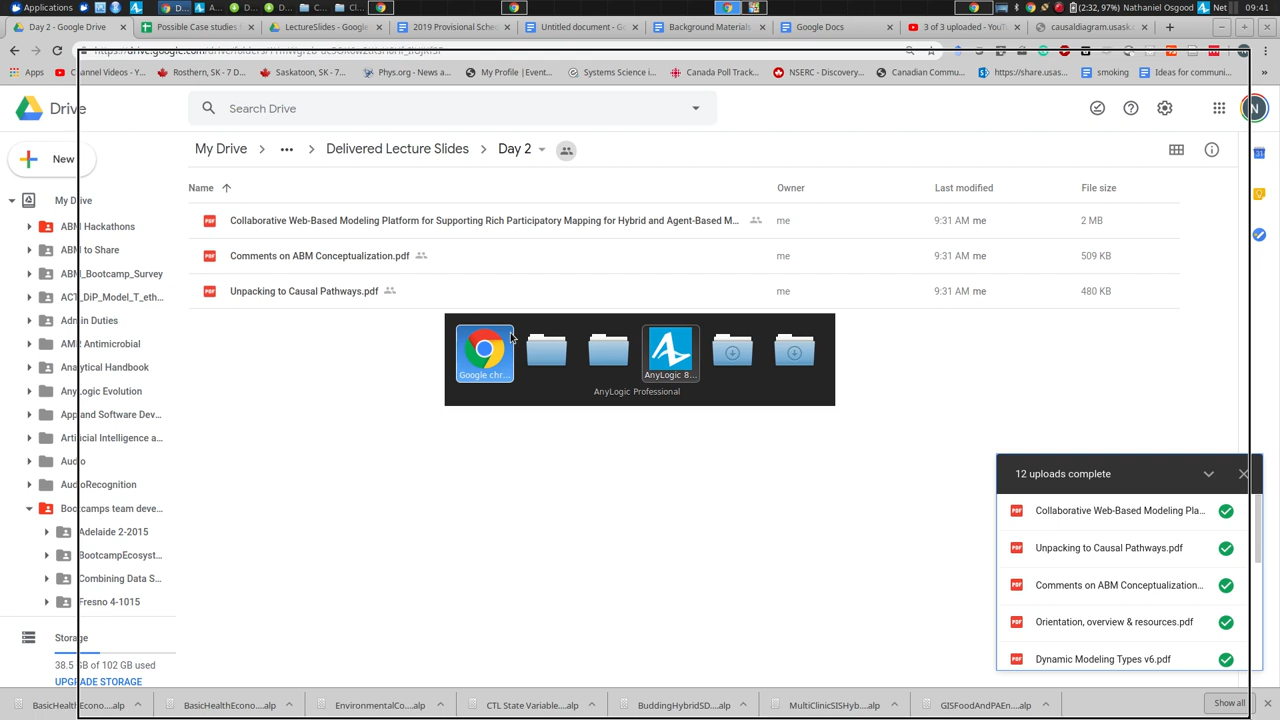 Applications
D...
(232, 97%) Nathaniel Osgood
Net
09:41
Day 2 - Google
Possible Case studies
LectureSlides - Google
2019 Provisional Sche
Untitled document - Go
Background Materials
Google Docs
3 of 3 uploaded - YouT
causaldiagram.usask.c
Apps
Channel Videos - Y...
Rosthern, SK - 7 D...
Saskatoon, SK - 7...
Phys.org - News a...
My Profile | Event...
Systems Science i...
Canada Poll Track...
NSERC - Discovery...
Canadian Commu...
https://share.usas...
smoking
Ideas for communi...
Drive
Search Drive
N
New
My Drive
...
Delivered Lecture Slides
Day 2
Name
Owner
Last modified
File size
Collaborative Web-Based Modeling Platform for Supporting Rich Participatory Mapping for Hybrid and Agent-Based M...
me
9:31 AM me
2 MB
Comments on ABM Conceptualization.pdf
me
9:31 AM me
509 KB
Unpacking to Causal Pathways.pdf
me
9:31 AM me
480 KB
My Drive
ABM Hackathons
ABM to Share
ABM_Bootcamp_Survey
ACT_DiP_Model_T_eth...
Admin Duties
AMR Antimicrobial
Analytical Handbook
AnyLogic Evolution
App and Software Dev...
Artificial Intelligence a...
Audio
AudioRecognition
Bootcamps team deve...
Adelaide 2-2015
BootcampEcosyst...
Combining Data S...
Fresno 4-1015
Storage
38.5 GB of 102 GB used
UPGRADE STORAGE
Google chr...
AnyLogic 8...
AnyLogic Professional
12 uploads complete
Collaborative Web-Based Modeling Pla...
Unpacking to Causal Pathways.pdf
Comments on ABM Conceptualization...
Orientation, overview & resources.pdf
Dynamic Modeling Types v6.pdf
BasicHealthEcono....alp
BasicHealthEcono....alp
EnvironmentalCo....alp
CTL State Variable....alp
BuddingHybridSD....alp
MultiClinicSISHyb....alp
GISFoodAndPAEn....alp
Show all